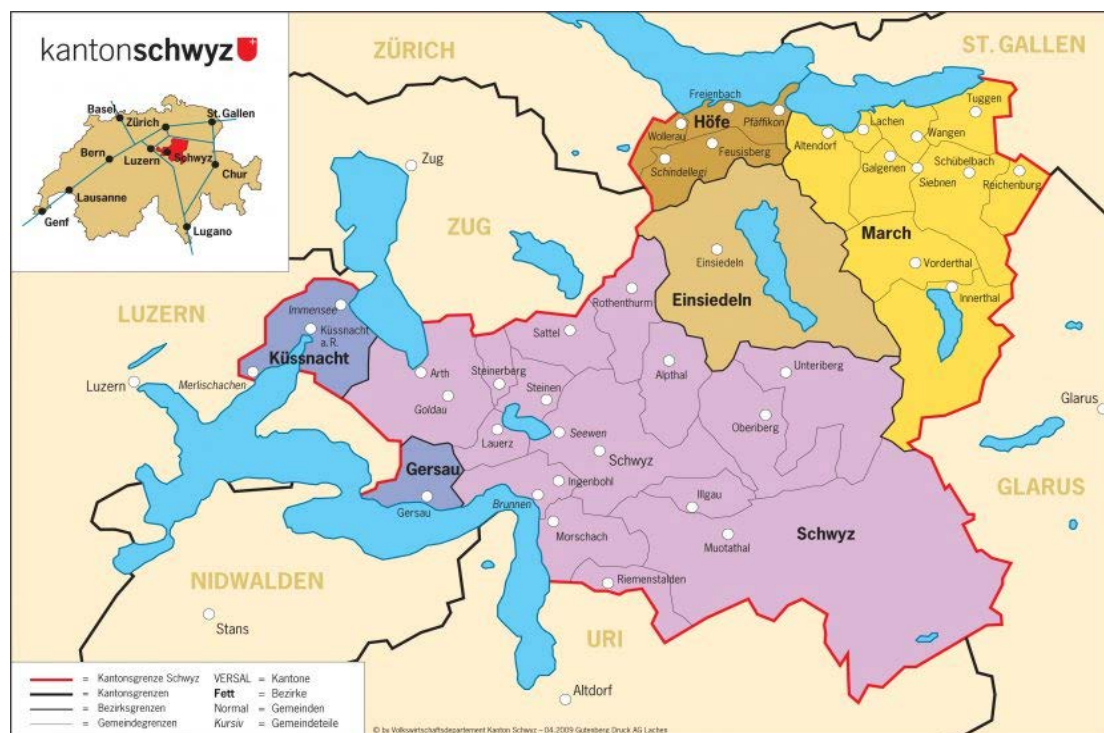 kantonschwyz
Basel
Zürich
St.Gallen
Bern
Luzern
Schwyz
Chur
Lausanne
Genf
Lugano
ZÜRICH
ST. GALLEN
Freienbach
Höfe
Pfäffikon
Wollerau
Feusisberg
Schindellegi
Tuggen
Lachen
Wangen
Altendorf
Galgenen
Schübelbach
Siebnen
Reichenburg
March
Vorderthal
Innerthal
Zug
ZUG
Einsiedeln
Einsiedeln
LUZERN
Immensee
Küssnacht
a.R.
Küssnacht
Merlischachen
Luzern
Rothenthurm
Sattel
Arth
Steinerberg
Steinen
Goldau
Alpthal
Unteriberg
Oberiberg
Lauerz
Seewen
Schwyz
Glarus
GLARUS
Gersau
Gersau
Ingenbohl
Brunnen
Illgau
Morschach
Muotathal
Schwyz
Riemenstalden
NIDWALDEN
Stans
URI
Altdorf
= Kantonsgrenze Schwyz
= Kantonsgrenzen
= Bezirksgrenzen
= Gemeindegrenzen
VERSAL = Kantone
Fett = Bezirke
Normal = Gemeinden
Kursiv = Gemeindeteile
© by Volkswirtschaftsdepartement Kanton Schwyz – 04.2009 Gutenberg Druck AG Lachen